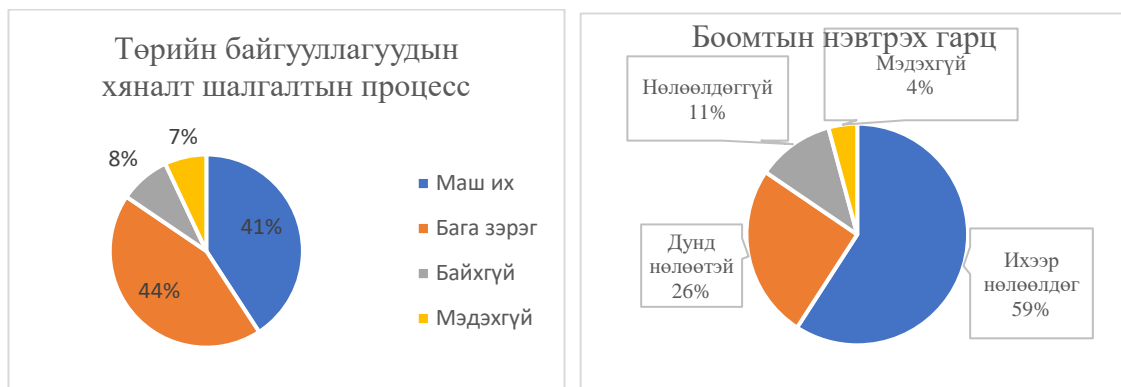 Төрийн байгууллагуудын
хяналт шалгалтын процесс
7%
8%
41%
44%
Маш их
Бага зэрэг
Байхгүй
Мэдэхгүй
Боомтын нэвтрэх гарц
Мэдэхгүй
4%
Нөлөөлдөггүй
11%
Дунд
нөлөөтэй
26%
Ихээр
нөлөөлдөг
59%